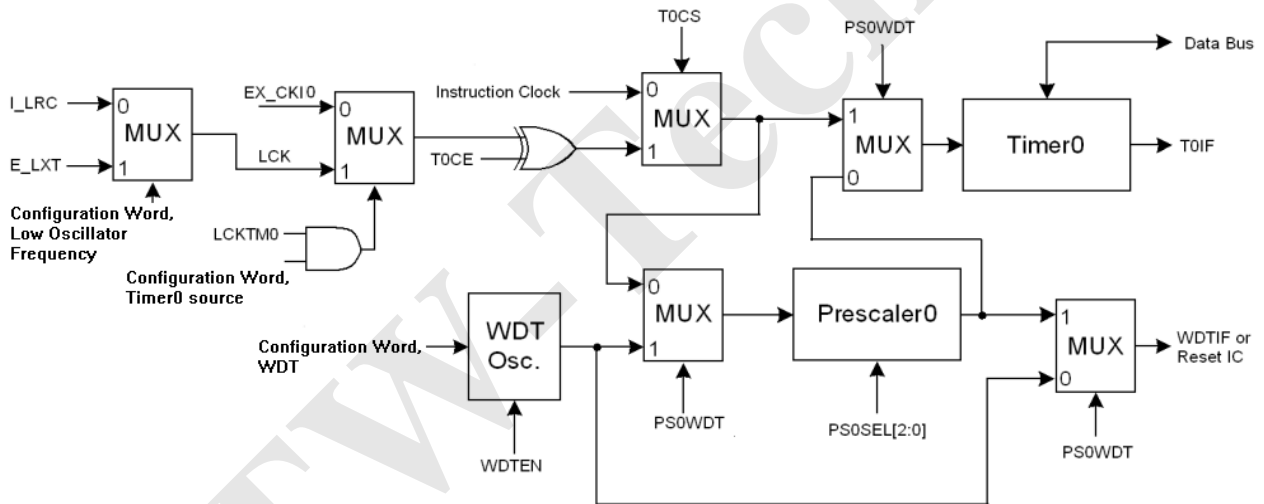 T0CS
PS0WDT
Data Bus
I_LRC
0
MUX
E_LXT
1
EX_CKI0
0
MUX
LCK
1
T0CE
Instruction Clock
0
MUX
1
1
MUX
0
Timer0
T0IF
Configuration Word,
Low Oscillator
Frequency
LCKTM0
Configuration Word,
Timer0 source
Configuration Word,
WDT
WDT
Osc.
0
MUX
1
Prescaler0
1
MUX
0
WDTIF or
Reset IC
WDTEN
PS0WDT
PS0SEL[2:0]
PS0WDT
TW-Tech